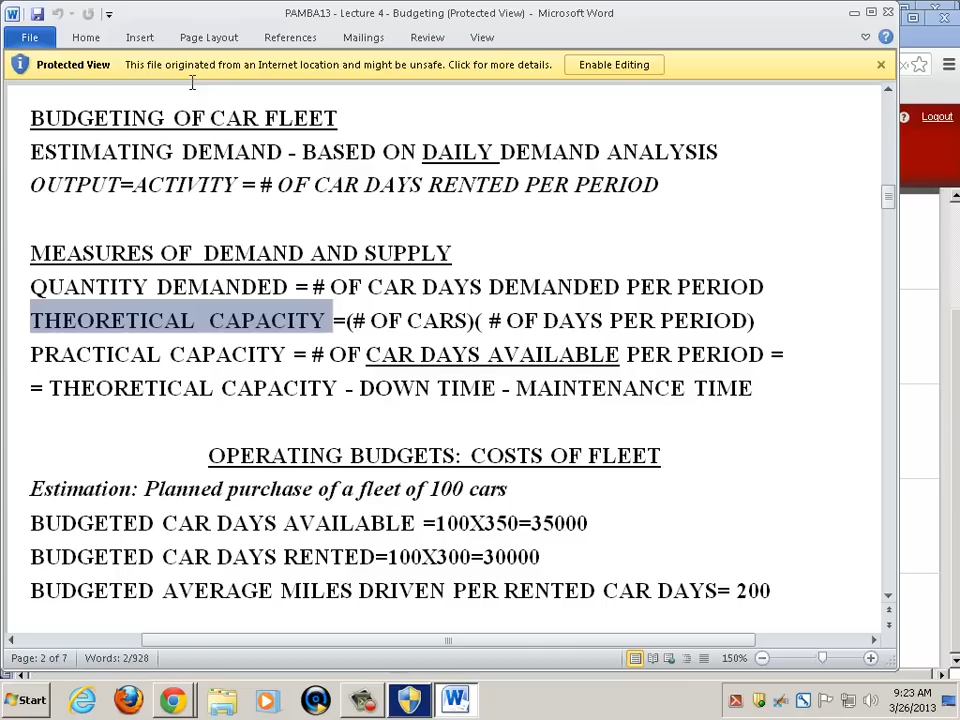 PAMBA13 - Lecture 4 - Budgeting (Protected View) - Microsoft Word
File Home Insert Page Layout References Mailings Review View
Protected View This file originated from an Internet location and might be unsafe. Click for more details. Enable Editing
Logout
BUDGETING OF CAR FLEET
ESTIMATING DEMAND - BASED ON DAILY DEMAND ANALYSIS
OUTPUT=ACTIVITY = # OF CAR DAYS RENTED PER PERIOD
MEASURES OF DEMAND AND SUPPLY
QUANTITY DEMANDED = # OF CAR DAYS DEMANDED PER PERIOD
THEORETICAL CAPACITY =(# OF CARS)( # OF DAYS PER PERIOD)
PRACTICAL CAPACITY = # OF CAR DAYS AVAILABLE PER PERIOD =
= THEORETICAL CAPACITY - DOWN TIME - MAINTENANCE TIME
OPERATING BUDGETS: COSTS OF FLEET
Estimation: Planned purchase of a fleet of 100 cars
BUDGETED CAR DAYS AVAILABLE =100X350=35000
BUDGETED CAR DAYS RENTED=100X300=30000
BUDGETED AVERAGE MILES DRIVEN PER RENTED CAR DAYS= 200
Page: 2 of 7 Words: 2/928 150%
Start 9:23 AM
3/26/2013